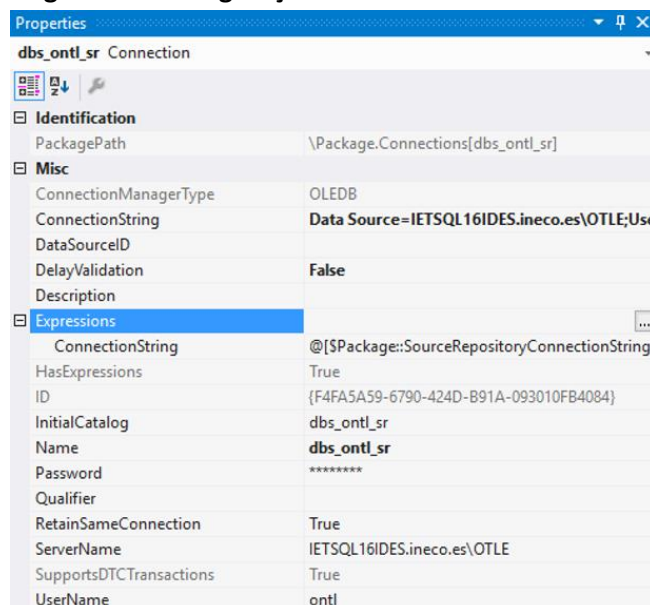 Properties
dbs_ontl_sr Connection
Identification
PackagePath \Package.Connections[dbs_ontl_sr]
Misc
ConnectionManagerType OLEDB
ConnectionString Data Source=IETSQL16IDES.ineco.es\OTLE;Use
DataSourceID
DelayValidation False
Description
Expressions ...
ConnectionString @[$Package::SourceRepositoryConnectionString
HasExpressions True
ID {F4FA5A59-6790-424D-B91A-093010FB4084}
InitialCatalog dbs_ontl_sr
Name dbs_ontl_sr
Password ********
Qualifier
RetainSameConnection True
ServerName IETSQL16IDES.ineco.es\OTLE
SupportsDTCTransactions True
UserName ontl